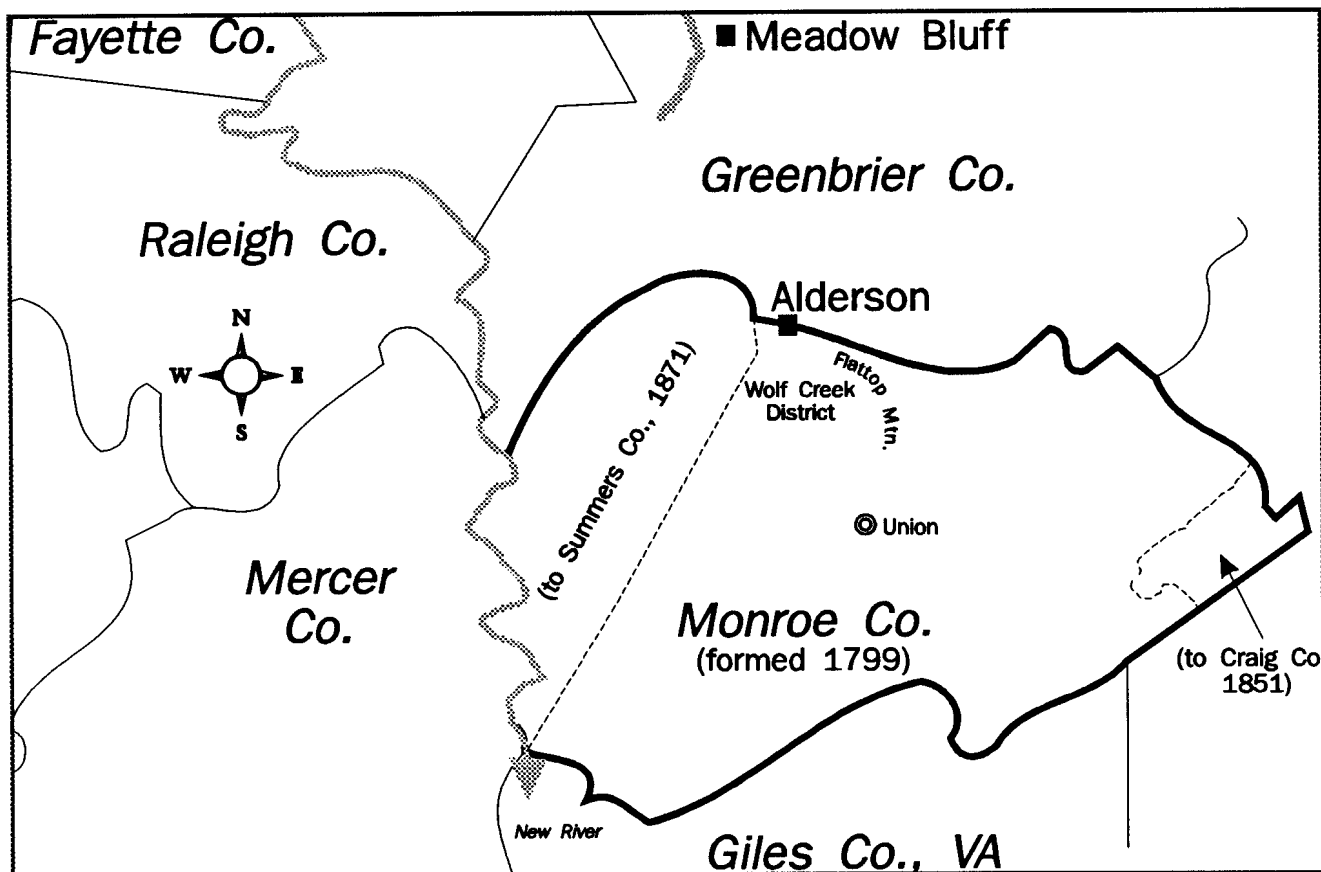 Fayette Co.
Meadow Bluff
Greenbrier Co.
Raleigh Co.
N
W E
S
Alderson
Flattop Mtn.
Wolf Creek
District
(to Summers Co., 1871)
Union
Mercer
Co.
Monroe Co.
(formed 1799)
(to Craig Co
1851)
New River
Giles Co., VA